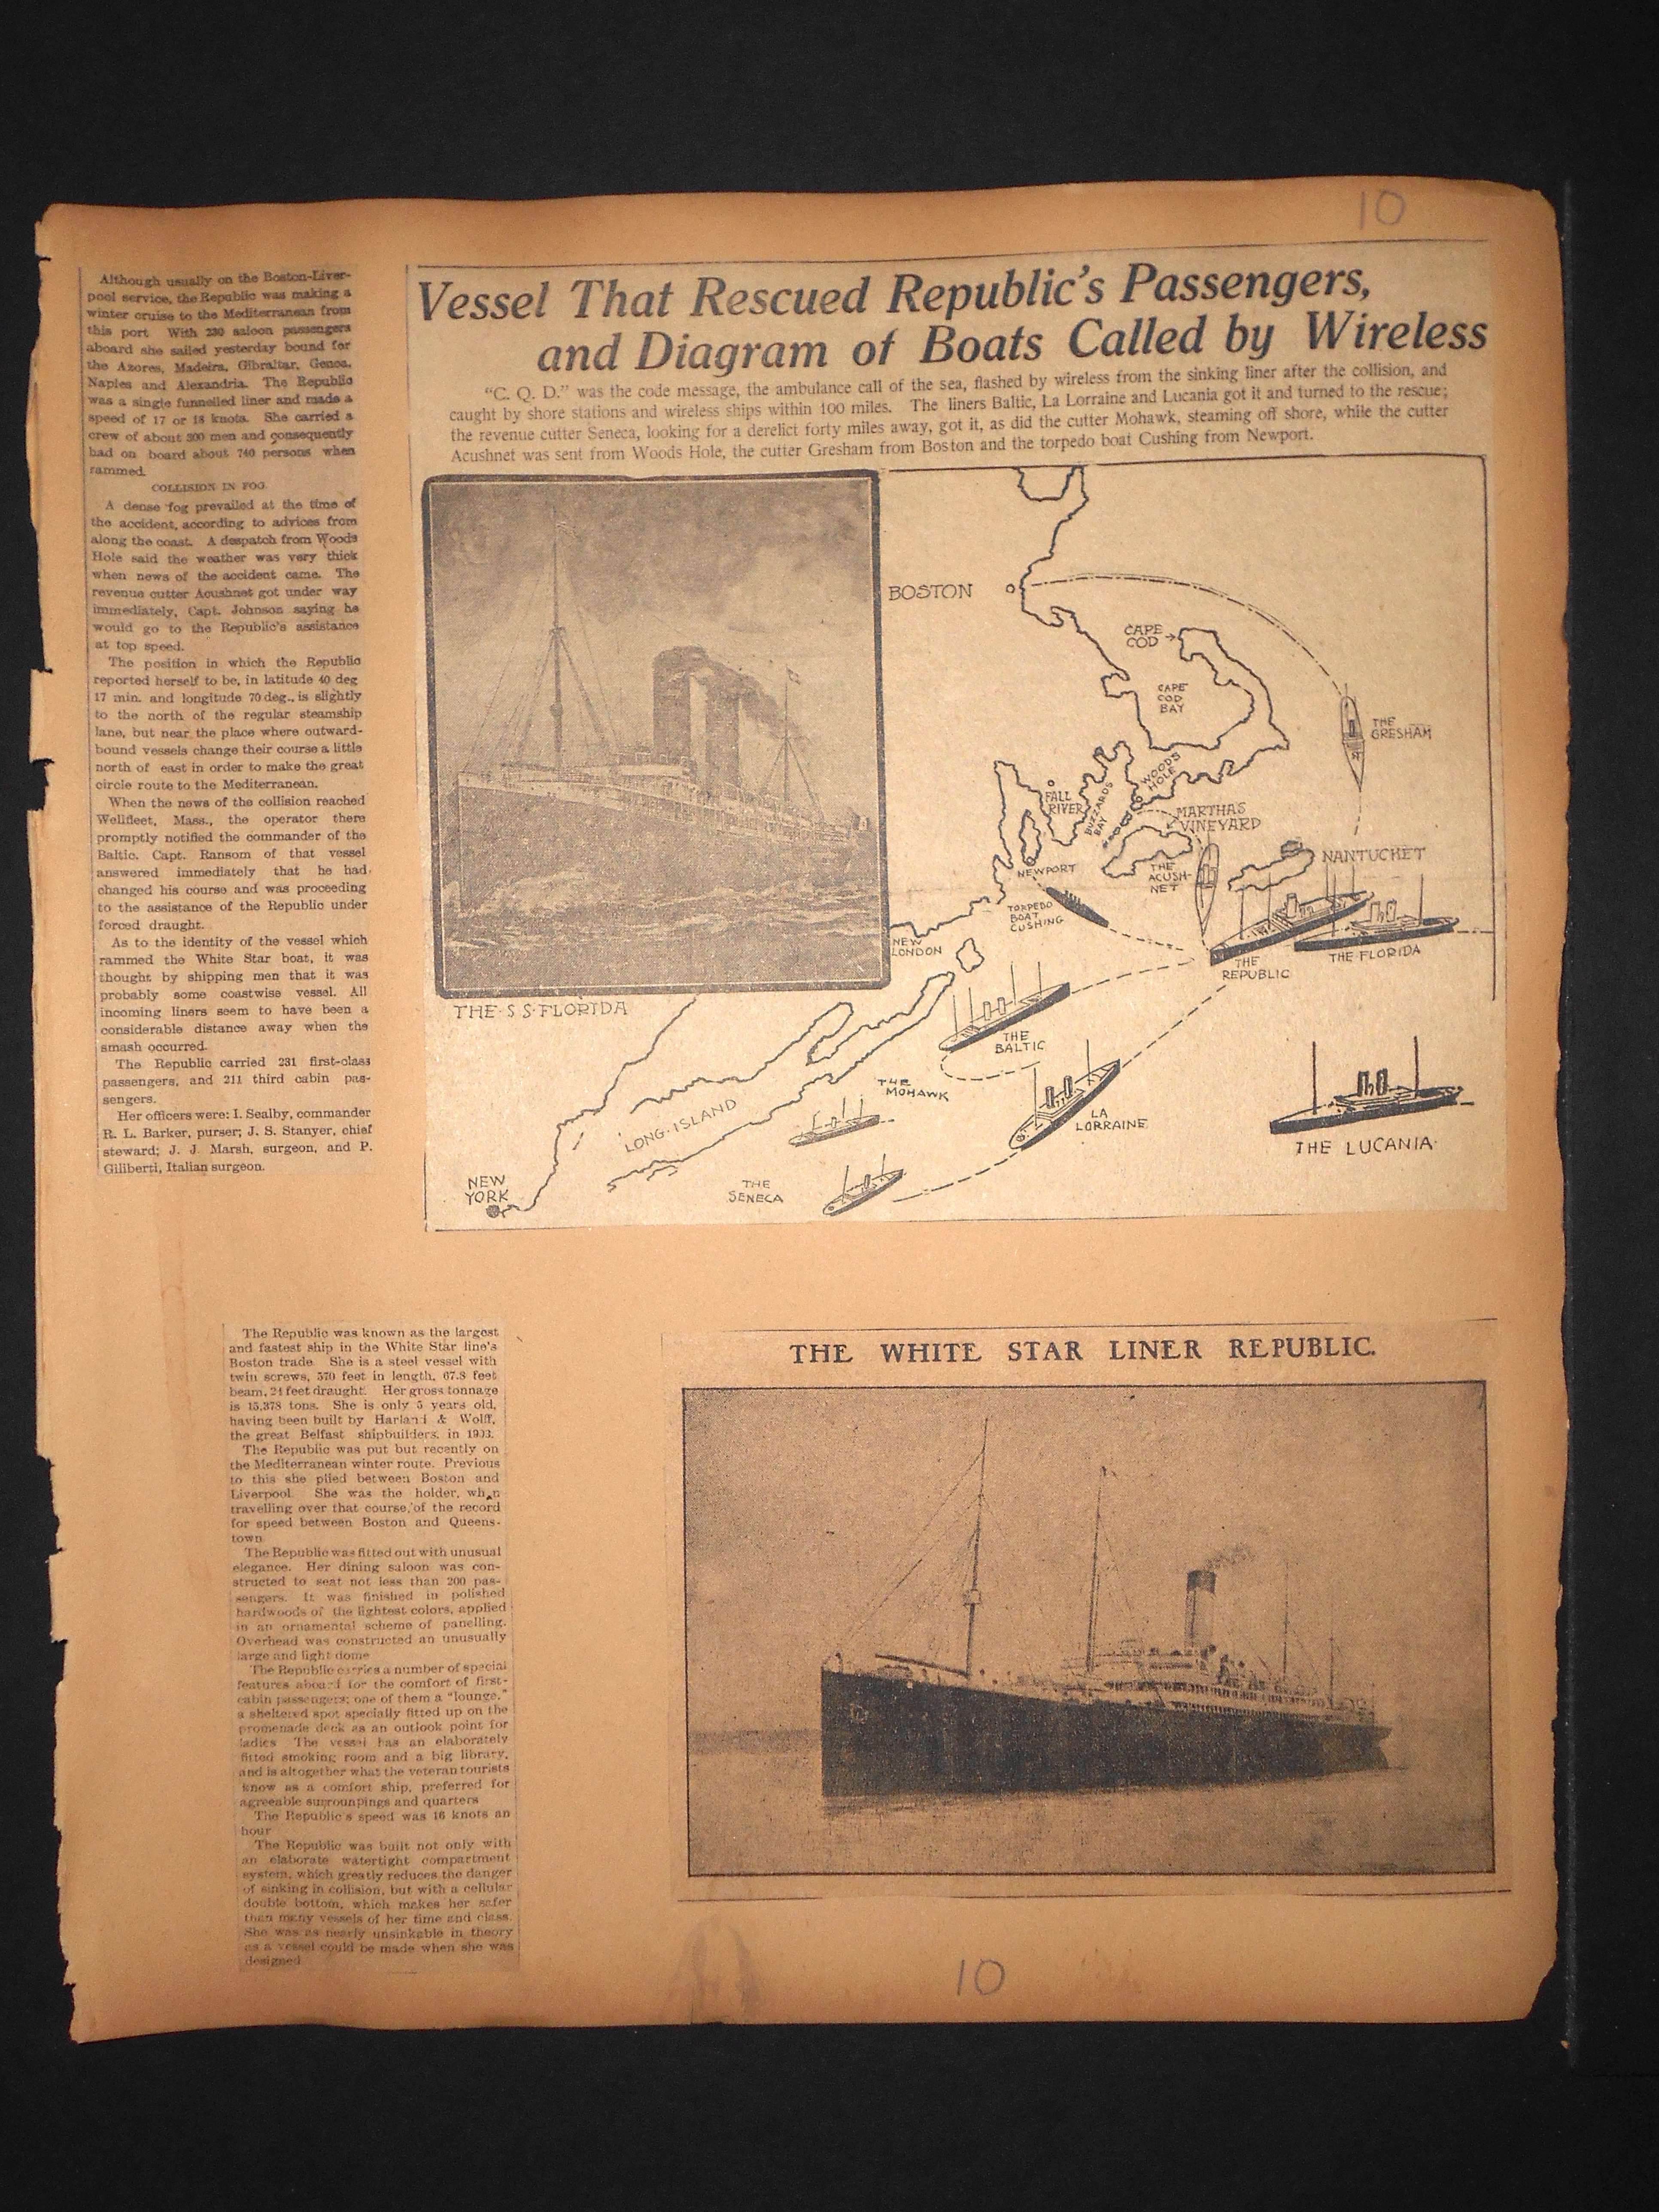 10
Although usually on the Boston-Liver-
pool service, the Republic was making a
winter cruise to the Mediterranean from
this port With 230 saloon passengers
aboard she sailed yesterday bound for
the Azores, Madeira, Gibraltar, Genoa,
Naples and Alexandria. The Republic
was a single funnelled liner and made a
speed of 17 or 18 knots. She carried a
crew of about 300 men and consequently
had on board about 740 persons when
rammed.
COLLISION IN FOG.
A dense fog prevailed at the time of
the accident, according to advices from
along the coast. A despatch from Woods
Hole said the weather was very thick
when news of the accident came. The
revenue cutter Acushnet got under way
immediately, Capt. Johnson saying he
would go to the Republic's assistance
at top speed.
The position in which the Republic
reported herself to be, in latitude 40 deg
17 min. and longitude 70 deg., is slightly
to the north of the regular steamship
lane, but near the place where outward-
bound vessels change their course a little
north of east in order to make the great
circle route to the Mediterranean.
When the news of the collision reached
Wellfleet, Mass., the operator there
promptly notified the commander of the
Baltic. Capt. Ransom of that vessel
answered immediately that he had
changed his course and was proceeding
to the assistance of the Republic under
forced draught.
As to the identity of the vessel which
rammed the White Star boat, it was
thought by shipping men that it was
probably some coastwise vessel. All
incoming liners seem to have been a
considerable distance away when the
smash occurred.
The Republic carried 231 first-class
passengers, and 211 third cabin pas-
sengers.
Her officers were: I. Sealby, commander
R. L. Barker, purser; J. S. Stanyer, chief
steward; J. J. Marsh, surgeon, and P.
Giliberti, Italian surgeon.
Vessel That Rescued Republic's Passengers,
and Diagram of Boats Called by Wireless
"C. Q. D." was the code message, the ambulance call of the sea, flashed by wireless from the sinking liner after the collision, and
caught by shore stations and wireless ships within 100 miles. The liners Baltic, La Lorraine and Lucania got it and turned to the rescue;
the revenue cutter Seneca, looking for a derelict forty miles away, got it, as did the cutter Mohawk, steaming off shore, while the cutter
Acushnet was sent from Woods Hole, the cutter Gresham from Boston and the torpedo boat Cushing from Newport.
BOSTON
CAPE
COD
CAPE
COD
BAY
THE
GRESHAM
WOODS
HOLE
FALL
RIVER
BUZZARDS
BAY
MARTHAS
VINEYARD
NANTUCKET
NEWPORT
THE
ACUSH-
NET
TORPEDO
BOAT
CUSHING
NEW
LONDON
THE
REPUBLIC
THE FLORIDA
THE S S FLORIDA
THE
BALTIC
THE
MOHAWK
LONG ISLAND
LA
LORRAINE
THE LUCANIA
NEW
YORK
THE
SENECA
The Republic was known as the largest
and fastest ship in the White Star line's
Boston trade. She is a steel vessel with
twin screws, 570 feet in length, 67.8 feet
beam, 24 feet draught. Her gross tonnage
is 15,378 tons. She is only 5 years old,
having been built by Harland & Wolff,
the great Belfast shipbuilders, in 1903.
The Republic was put but recently on
the Mediterranean winter route. Previous
to this she plied between Boston and
Liverpool. She was the holder, when
travelling over that course, of the record
for speed between Boston and Queens-
town.
The Republic was fitted out with unusual
elegance. Her dining saloon was con-
structed to seat not less than 200 pas-
sengers. It was finished in polished
hardwoods of the lightest colors, applied
in an ornamental scheme of panelling.
Overhead was constructed an unusually
large and light dome
The Republic carries a number of special
features aboard for the comfort of first-
cabin passengers; one of them a "lounge,"
a sheltered spot specially fitted up on the
promenade deck as an outlook point for
ladies The vessel has an elaborately
fitted smoking room and a big library,
and is altogether what the veteran tourists
know as a comfort ship, preferred for
agreeable surrounpings and quarters
The Republic's speed was 16 knots an
hour
The Republic was built not only with
an elaborate watertight compartment
system, which greatly reduces the danger
of sinking in collision, but with a cellular
double bottom, which makes her safer
than many vessels of her time and class.
She was as nearly unsinkable in theory
as a vessel could be made when she was
designed
THE WHITE STAR LINER REPUBLIC.
10